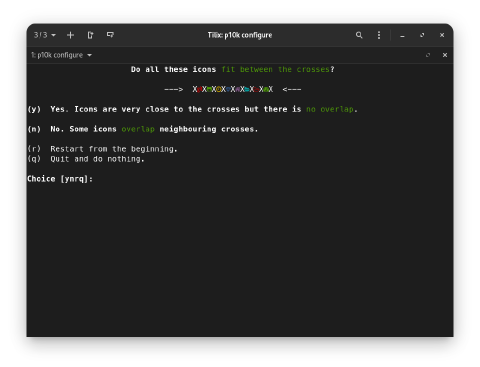 3 / 3
Tilix: p10k configure
1: p10k configure
Do all these icons fit between the crosses?
---> X X X X X X X X X <---
(y) Yes. Icons are very close to the crosses but there is no overlap.
(n) No. Some icons overlap neighbouring crosses.
(r) Restart from the beginning.
(q) Quit and do nothing.
Choice [ynrq]: